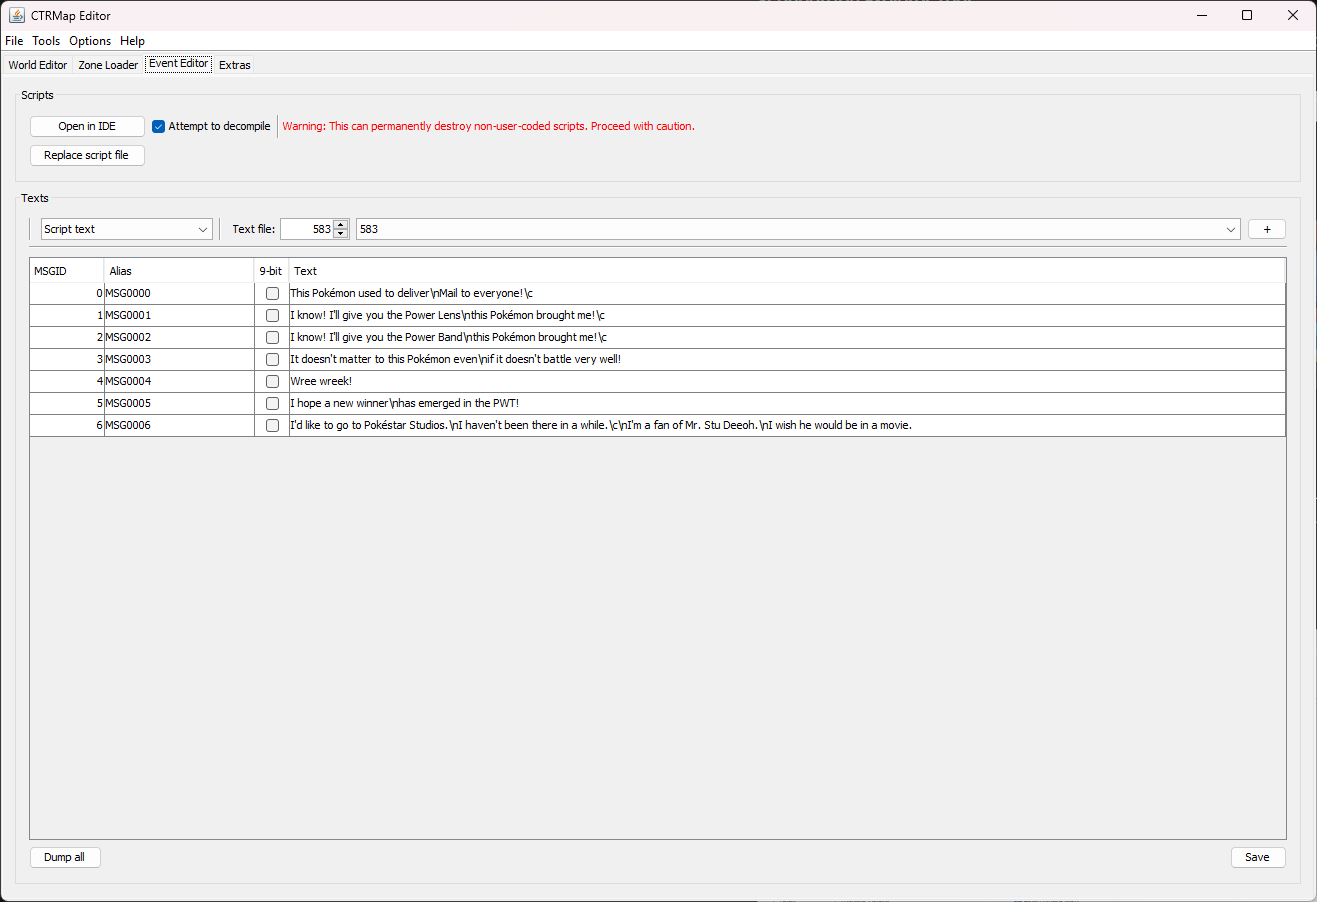 CTRMap Editor
File Tools Options Help
World Editor Zone Loader Event Editor Extras
Scripts
Open in IDE Attempt to decompile Warning: This can permanently destroy non-user-coded scripts. Proceed with caution.
Replace script file
Texts
Script text Text file: 583 583 +
MSGID Alias 9-bit Text
0 MSG0000 This Pokémon used to deliver\nMail to everyone!\c
1 MSG0001 I know! I'll give you the Power Lens\nthis Pokémon brought me!\c
2 MSG0002 I know! I'll give you the Power Band\nthis Pokémon brought me!\c
3 MSG0003 It doesn't matter to this Pokémon even\nif it doesn't battle very well!
4 MSG0004 Wree wreek!
5 MSG0005 I hope a new winner\nhas emerged in the PWT!
6 MSG0006 I'd like to go to Pokéstar Studios.\nI haven't been there in a while.\c\nI'm a fan of Mr. Stu Deeoh.\nI wish he would be in a movie.
Dump all Save